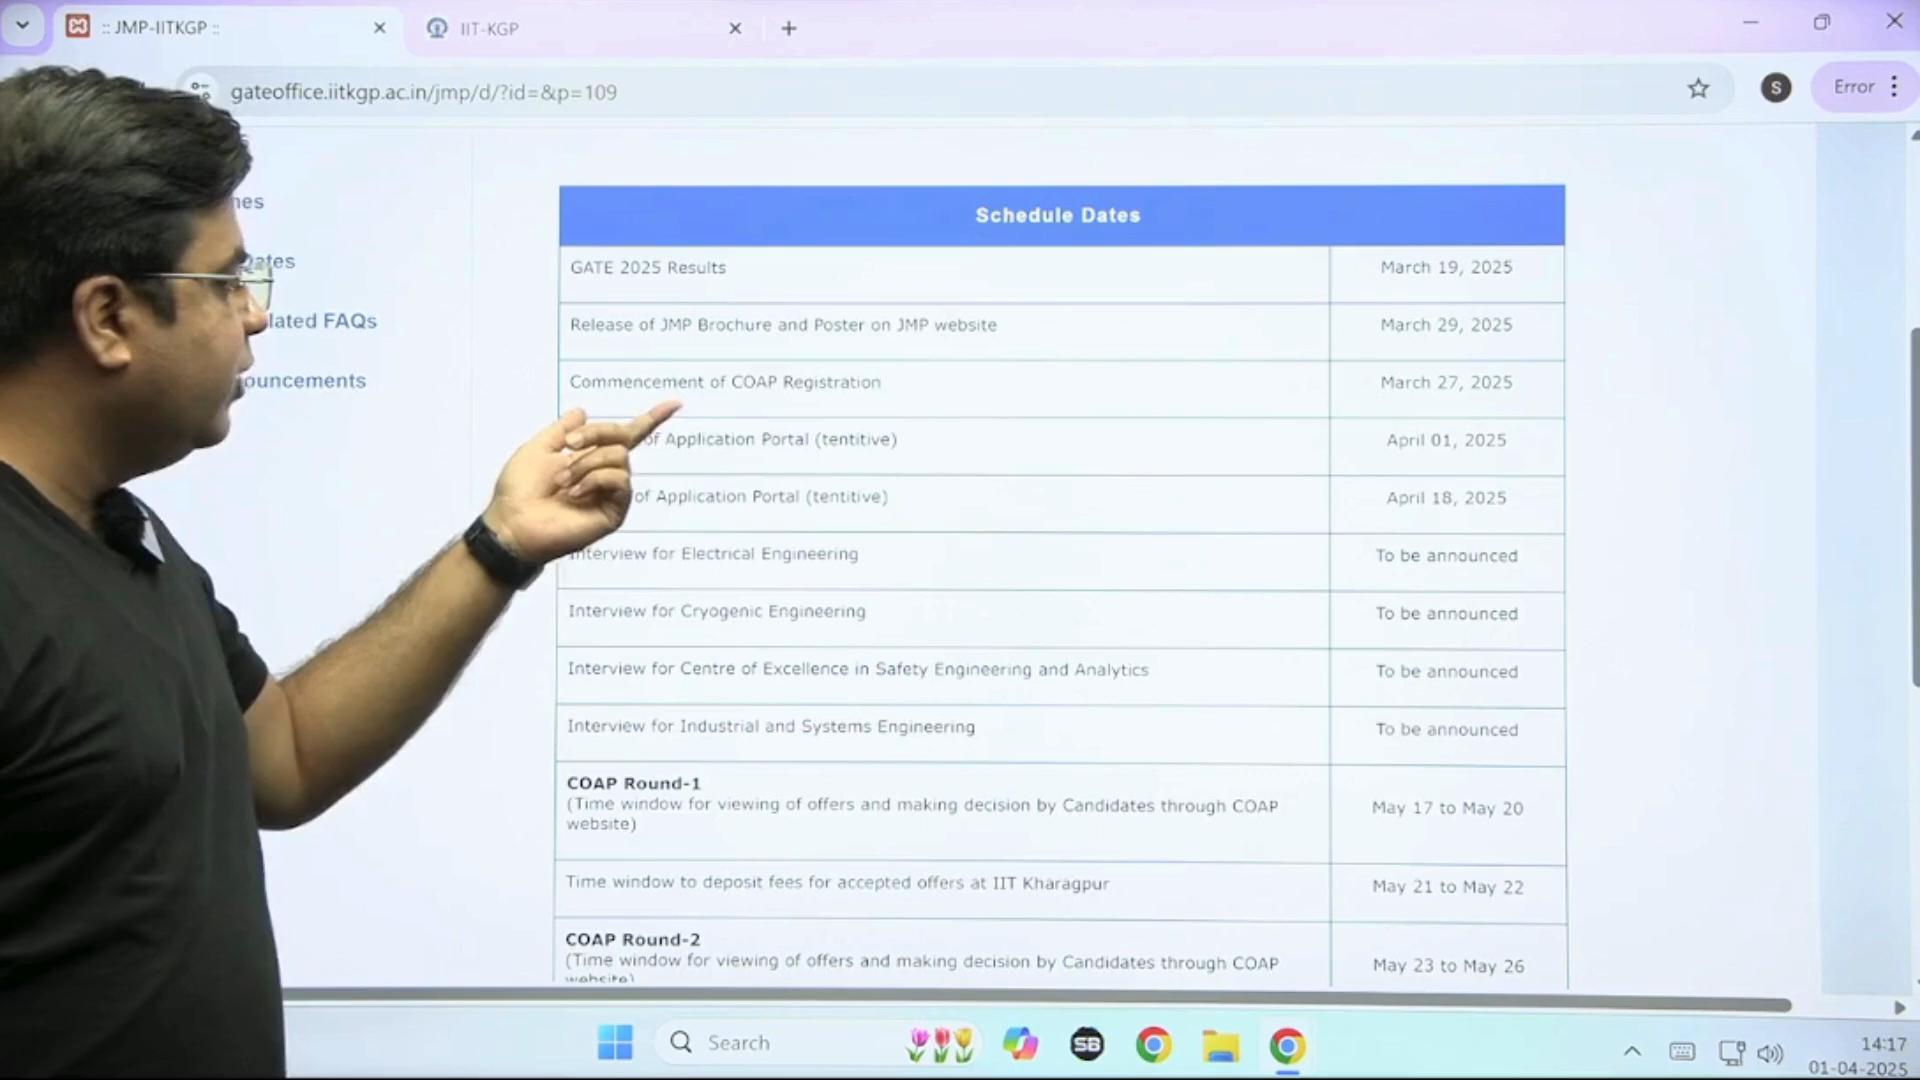 :: JMP-IITKGP ::
IIT-KGP
gateoffice.iitkgp.ac.in/jmp/d/?id=&p=109
S
Error
Schedule Dates
GATE 2025 Results March 19, 2025
Release of JMP Brochure and Poster on JMP website March 29, 2025
FAQs
Commencement of COAP Registration March 27, 2025
of Application Portal (tentitive) April 01, 2025
of Application Portal (tentitive) April 18, 2025
Interview for Electrical Engineering To be announced
Interview for Cryogenic Engineering To be announced
Interview for Centre of Excellence in Safety Engineering and Analytics To be announced
Interview for Industrial and Systems Engineering To be announced
COAP Round-1
(Time window for viewing of offers and making decision by Candidates through COAP
website) May 17 to May 20
Time window to deposit fees for accepted offers at IIT Kharagpur May 21 to May 22
COAP Round-2
(Time window for viewing of offers and making decision by Candidates through COAP
website) May 23 to May 26
Search
SB
14:17
01-04-2025